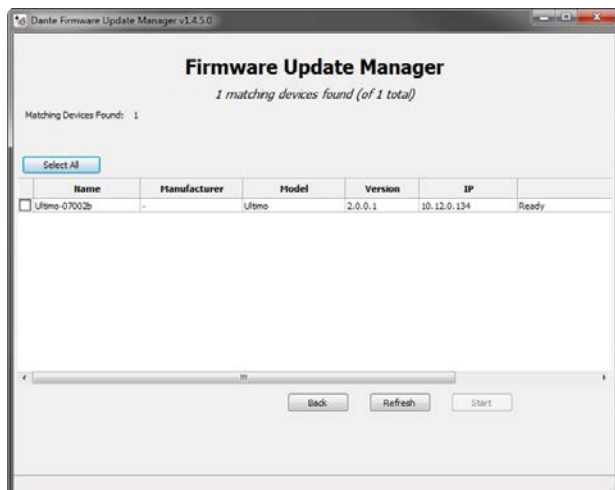 Dante Firmware Update Manager v1.4.5.0
Firmware Update Manager
1 matching devices found (of 1 total)
Matching Devices Found: 1
Select All
Name Manufacturer Model Version IP
Ultimo-07002b - Ultimo 2.0.0.1 10.12.0.134 Ready
Back Refresh Start